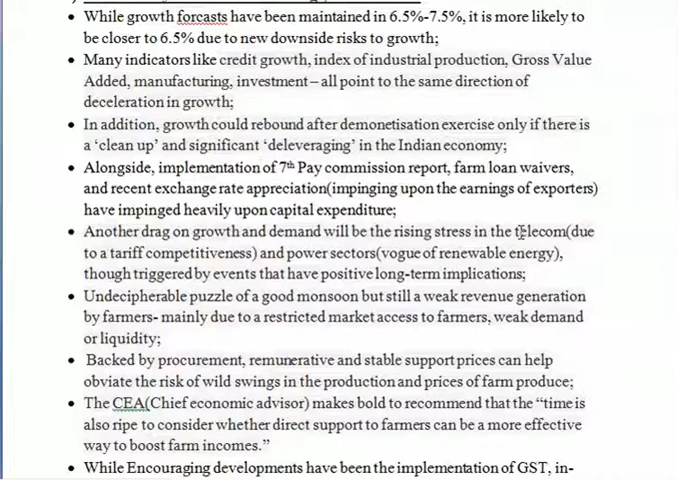 • While growth forcasts have been maintained in 6.5%-7.5%, it is more likely to
be closer to 6.5% due to new downside risks to growth;
• Many indicators like credit growth, index of industrial production, Gross Value
Added, manufacturing, investment– all point to the same direction of
deceleration in growth;
• In addition, growth could rebound after demonetisation exercise only if there is
a ‘clean up’ and significant ‘deleveraging’ in the Indian economy;
• Alongside, implementation of 7th Pay commission report, farm loan waivers,
and recent exchange rate appreciation(impinging upon the earnings of exporters)
have impinged heavily upon capital expenditure;
• Another drag on growth and demand will be the rising stress in the telecom(due
to a tariff competitiveness) and power sectors(vogue of renewable energy),
though triggered by events that have positive long-term implications;
• Undecipherable puzzle of a good monsoon but still a weak revenue generation
by farmers- mainly due to a restricted market access to farmers, weak demand
or liquidity;
• Backed by procurement, remunerative and stable support prices can help
obviate the risk of wild swings in the production and prices of farm produce;
• The CEA(Chief economic advisor) makes bold to recommend that the “time is
also ripe to consider whether direct support to farmers can be a more effective
way to boost farm incomes.”
• While Encouraging developments have been the implementation of GST, in-